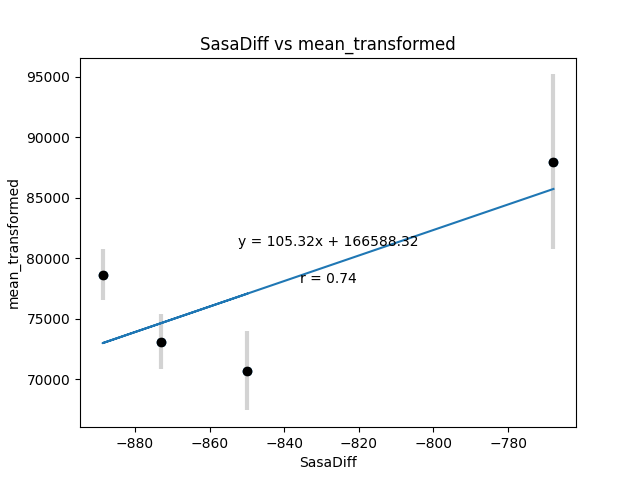 SasaDiff vs mean_transformed
95000
90000
85000
80000
75000
70000
mean_transformed
y = 105.32x + 166588.32
r = 0.74
−880
−860
−840
−820
−800
−780
SasaDiff